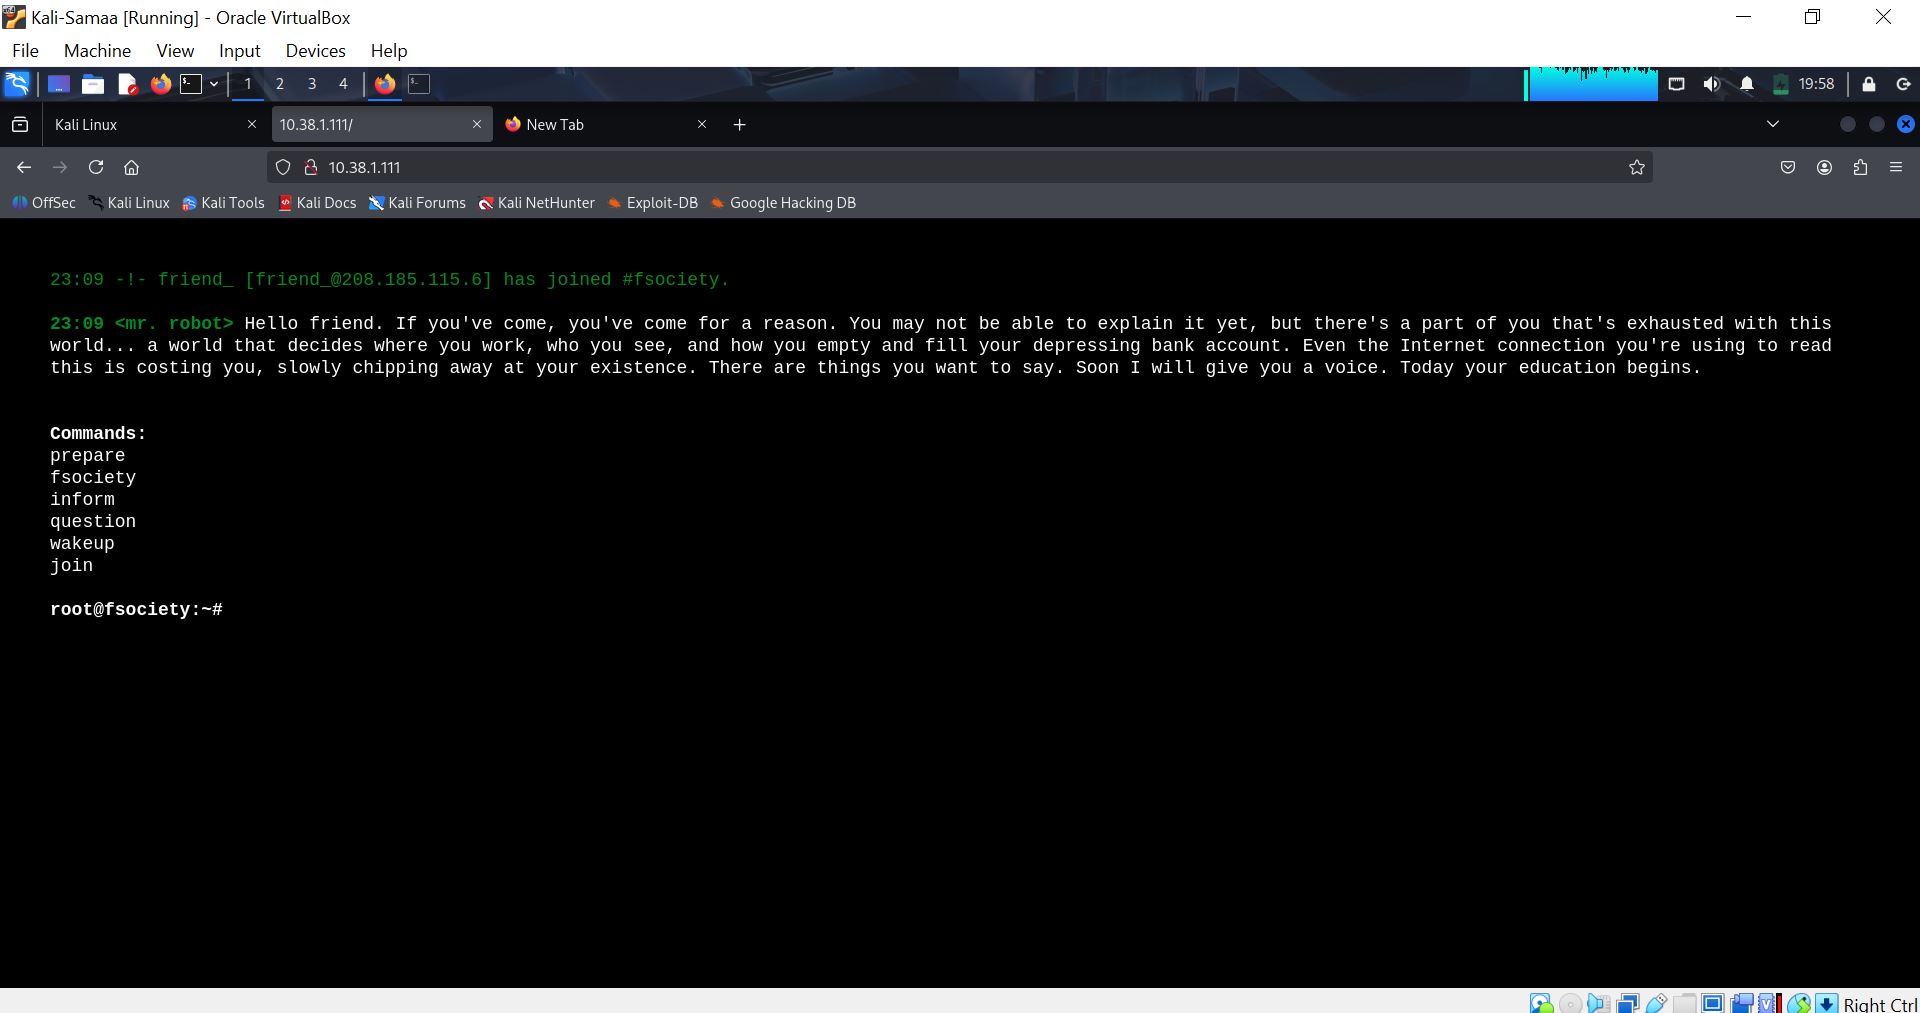 Kali-Samaa [Running] - Oracle VirtualBox
File Machine View Input Devices Help
1 2 3 4 19:58
Kali Linux 10.38.1.111/ New Tab
10.38.1.111
OffSec Kali Linux Kali Tools Kali Docs Kali Forums Kali NetHunter Exploit-DB Google Hacking DB
23:09 -!- friend_ [friend_@208.185.115.6] has joined #fsociety.
23:09 <mr. robot> Hello friend. If you've come, you've come for a reason. You may not be able to explain it yet, but there's a part of you that's exhausted with this
world... a world that decides where you work, who you see, and how you empty and fill your depressing bank account. Even the Internet connection you're using to read
this is costing you, slowly chipping away at your existence. There are things you want to say. Soon I will give you a voice. Today your education begins.
Commands:
prepare
fsociety
inform
question
wakeup
join
root@fsociety:~#
Right Ctrl